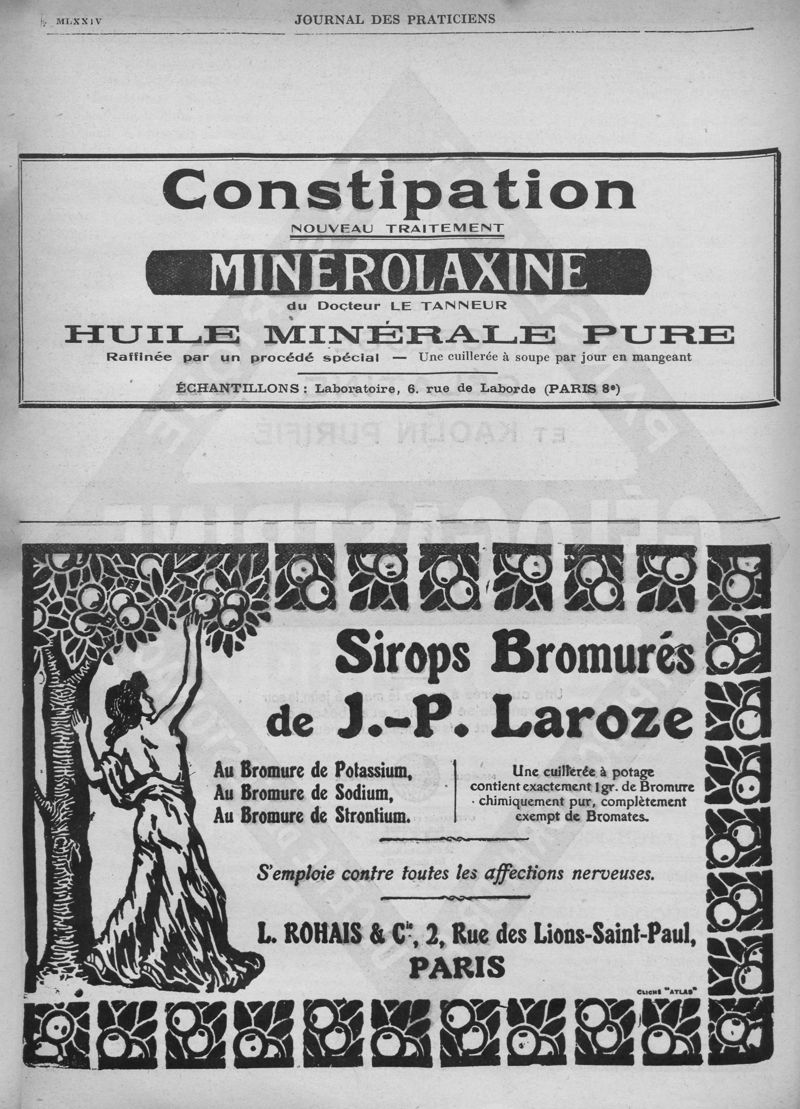 MLXXIV
JOURNAL DES PRATICIENS
Constipation
NOUVEAU TRAITEMENT
MINÉROLAXINE
du Docteur LE TANNEUR
HUILE MINÉRALE PURE
Raffinée par un procédé spécial — Une cuillerée à soupe par jour en mangeant
ÉCHANTILLONS : Laboratoire, 6. rue de Laborde (PARIS 8e)
ET KAOLIN PURIFIÉ
Sirops Bromurés
de J.-P. Laroze
Au Bromure de Potassium,
Au Bromure de Sodium,
Au Bromure de Strontium.
Une cuillerée à potage
contient exactement 1 gr. de Bromure
chimiquement pur, complètement
exempt de Bromates.
S'emploie contre toutes les affections nerveuses.
L. ROHAIS & Cie, 2, Rue des Lions-Saint-Paul,
PARIS
CLICHÉ "ATLAS"